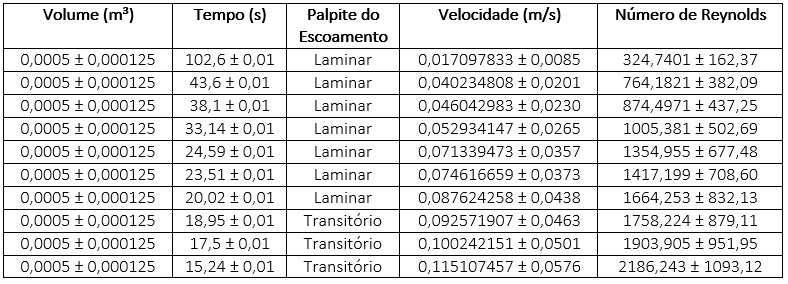 Volume (m³) Tempo (s) Palpite do Escoamento Velocidade (m/s) Número de Reynolds
0,0005 ± 0,000125 102,6 ± 0,01 Laminar 0,017097833 ± 0,0085 324,7401 ± 162,37
0,0005 ± 0,000125 43,6 ± 0,01 Laminar 0,040234808 ± 0,0201 764,1821 ± 382,09
0,0005 ± 0,000125 38,1 ± 0,01 Laminar 0,046042983 ± 0,0230 874,4971 ± 437,25
0,0005 ± 0,000125 33,14 ± 0,01 Laminar 0,052934147 ± 0,0265 1005,381 ± 502,69
0,0005 ± 0,000125 24,59 ± 0,01 Laminar 0,071339473 ± 0,0357 1354,955 ± 677,48
0,0005 ± 0,000125 23,51 ± 0,01 Laminar 0,074616659 ± 0,0373 1417,199 ± 708,60
0,0005 ± 0,000125 20,02 ± 0,01 Laminar 0,087624258 ± 0,0438 1664,253 ± 832,13
0,0005 ± 0,000125 18,95 ± 0,01 Transitório 0,092571907 ± 0,0463 1758,224 ± 879,11
0,0005 ± 0,000125 17,5 ± 0,01 Transitório 0,100242151 ± 0,0501 1903,905 ± 951,95
0,0005 ± 0,000125 15,24 ± 0,01 Transitório 0,115107457 ± 0,0576 2186,243 ± 1093,12